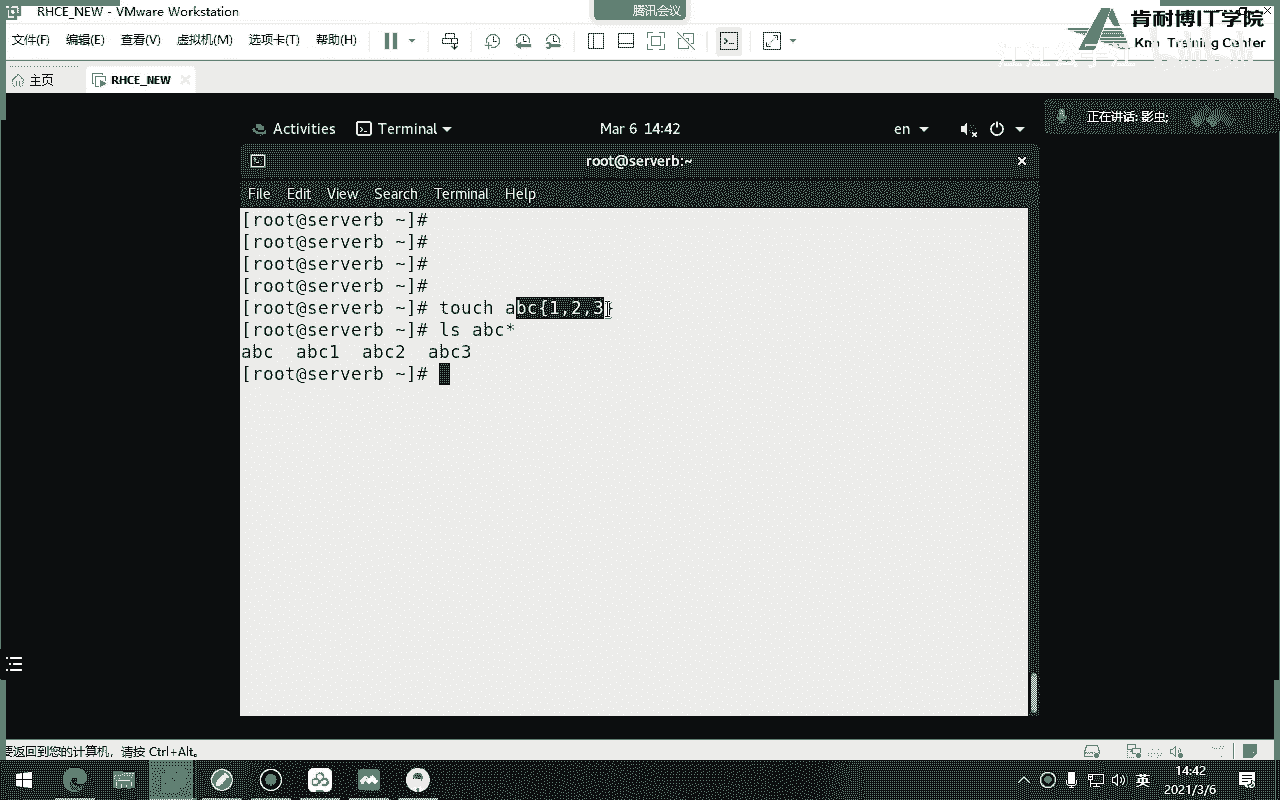 RHCE_NEW - VMware Workstation
腾讯会议
肯耐博IT学院
文件(F) 编辑(E) 查看(V) 虚拟机(M) 选项卡(T) 帮助(H)
Training Center
主页 RHCE_NEW
Activities Terminal Mar 6 14:42 en
正在讲话: 影虫;
root@serverb:~
File Edit View Search Terminal Help
[root@serverb ~]#
[root@serverb ~]#
[root@serverb ~]#
[root@serverb ~]#
[root@serverb ~]# touch abc{1,2,3}
[root@serverb ~]# ls abc*
abc abc1 abc2 abc3
[root@serverb ~]#
要返回到您的计算机，请按 Ctrl+Alt。
英
14:42
2021/3/6